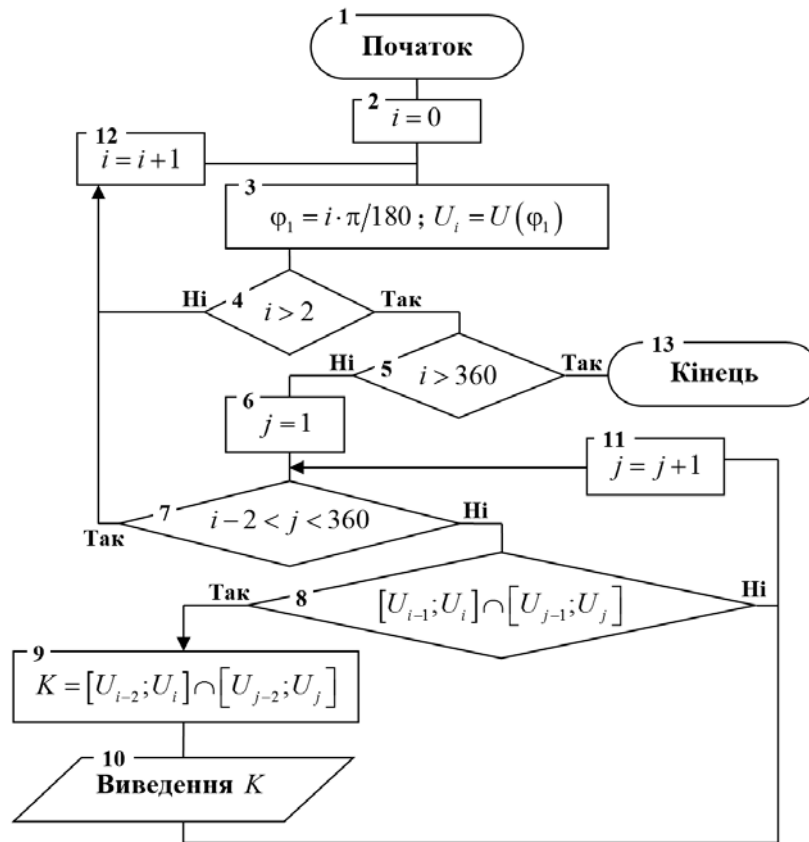 1
Початок
2
i = 0
12
i = i + 1
3
φ₁ = i · π/180 ; Uᵢ = U(φ₁)
Ні
4
i > 2
Так
Ні
5
i > 360
Так
13
Кінець
6
j = 1
11
j = j + 1
Так
7
i − 2 < j < 360
Ні
Так
8
[Uᵢ₋₁; Uᵢ] ∩ [Uⱼ₋₁; Uⱼ]
Ні
9
K = [Uᵢ₋₂; Uᵢ] ∩ [Uⱼ₋₂; Uⱼ]
10
Виведення K